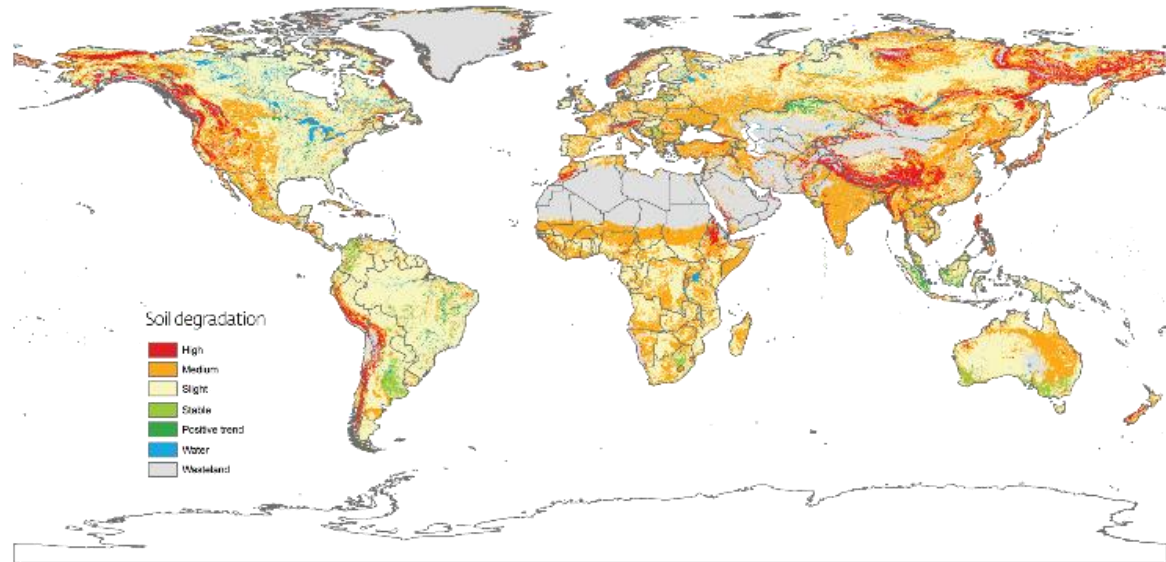 Soil degradation
High
Medium
Slight
Stable
Positive trend
Water
Wasteland